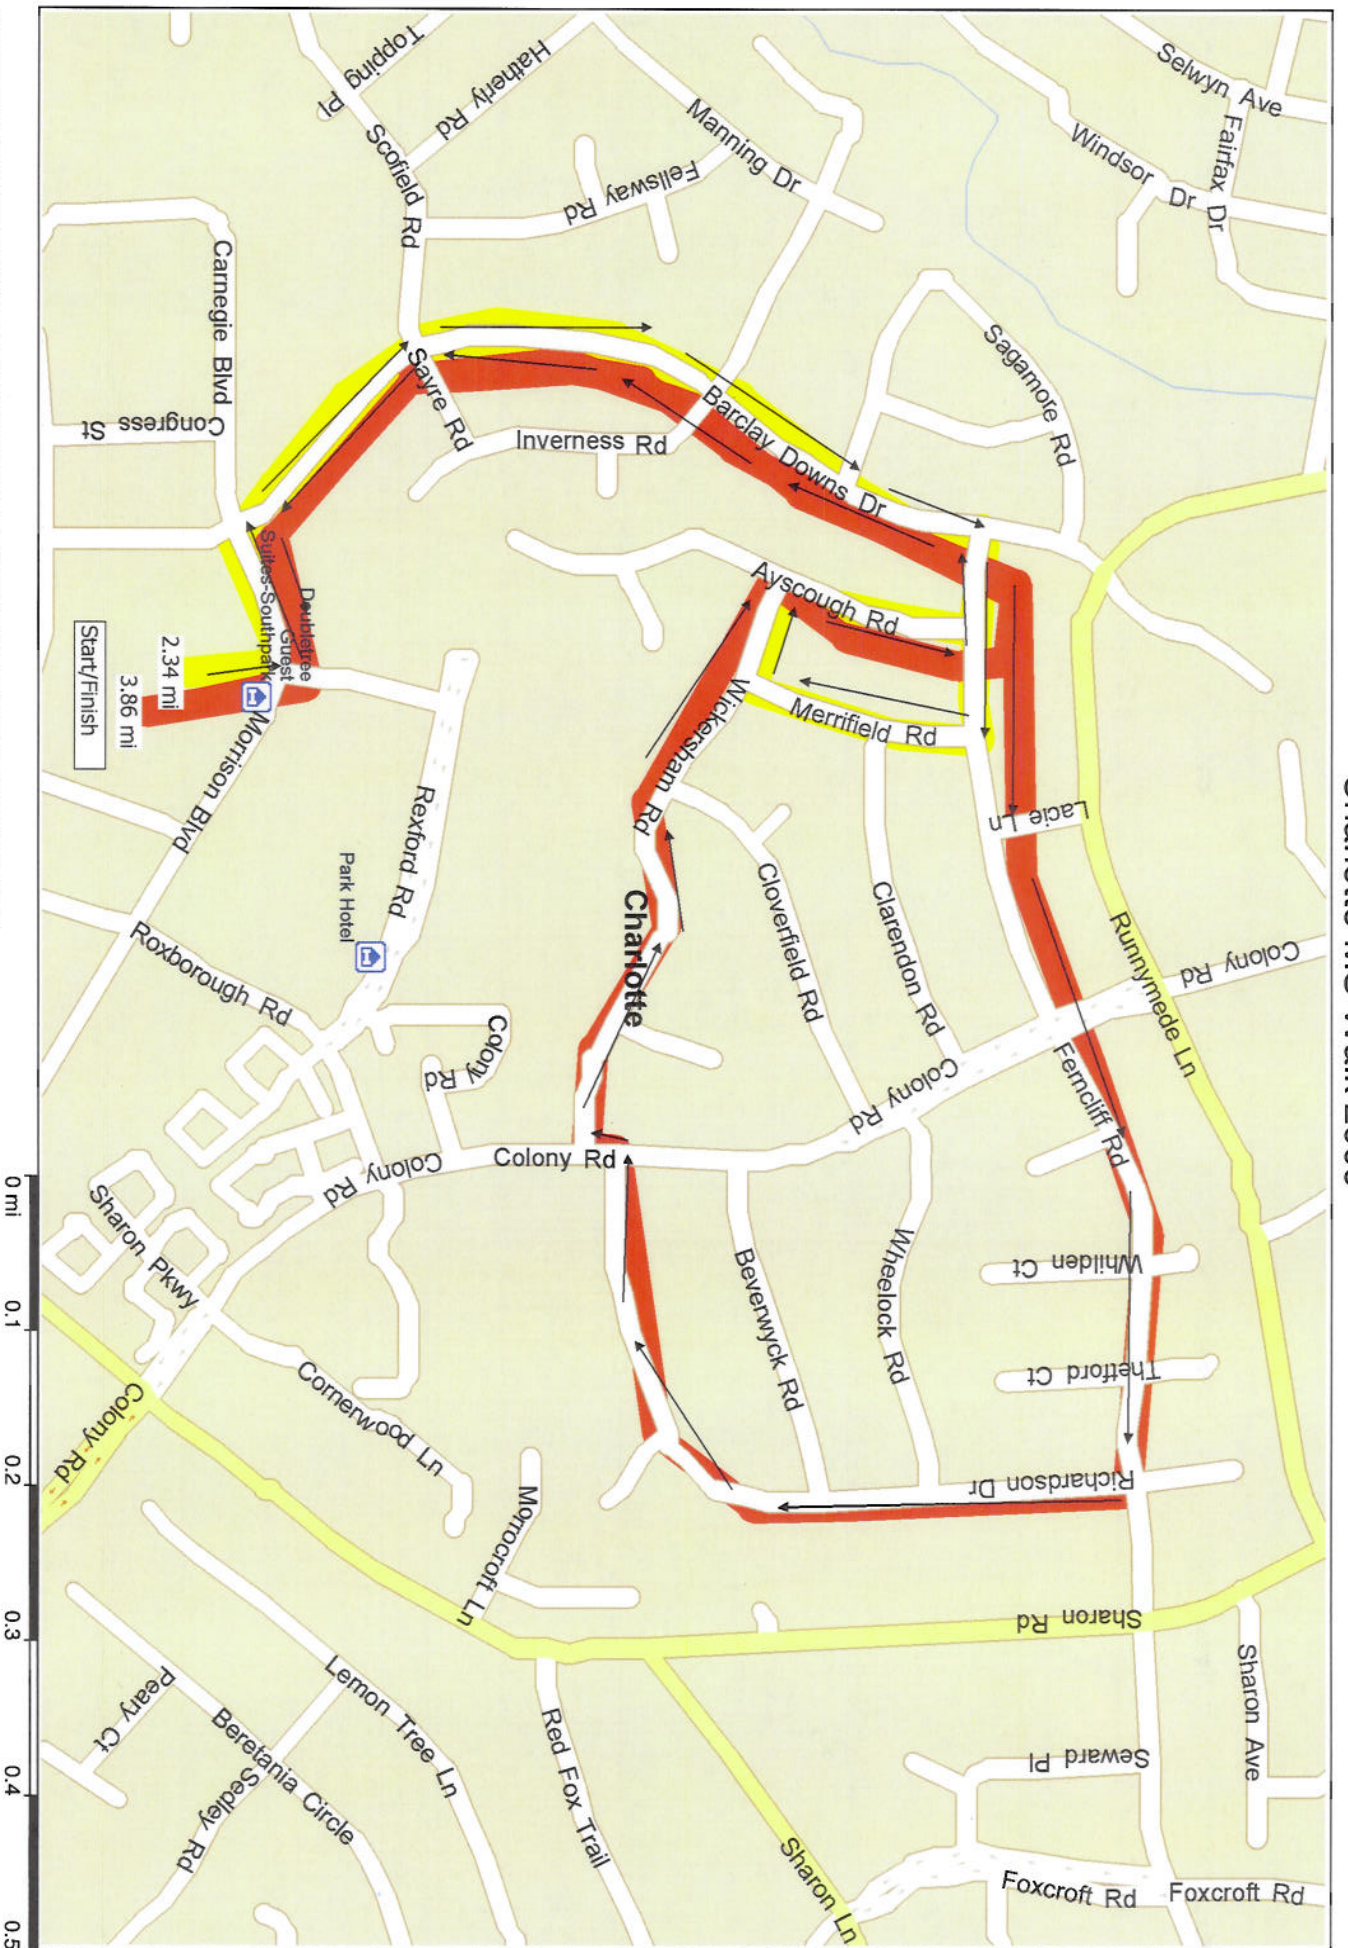 Selwyn Ave
Fairfax Dr
Windsor Dr
Topping Pl
Hatherly Rd
Manning Dr
Scofield Rd
Fellsway Rd
Sagamore Rd
Carnegie Blvd
Congress St
Sayre Rd
Inverness Rd
Barclay Downs Dr
Ayscough Rd
Doubletree
Guest
Suites-Southpark
2.34 mi
3.86 mi
Start/Finish
Morrison Blvd
Merrifield Rd
Wickersham Rd
Lacie Ln
Rexford Rd
Park Hotel
Charlotte
Cloverfield Rd
Clarendon Rd
Runnymede Ln
Colony Rd
Roxborough Rd
Colony Rd
Colony Rd
Ferncliff Rd
Colony Rd
Colony Rd
Sharon Pkwy
Beverwyck Rd
Wheelock Rd
Whilden Ct
Thetford Ct
Richardson Dr
Cornerwood Ln
Colony Rd
Morrocroft Ln
Sharon Rd
Sharon Ave
Seward Pl
Lemon Tree Ln
Peary Ct
Beretania Circle
Sedley Rd
Red Fox Trail
Sharon Ln
Foxcroft Rd
Foxcroft Rd
0 mi
0.1
0.2
0.3
0.4
0.5